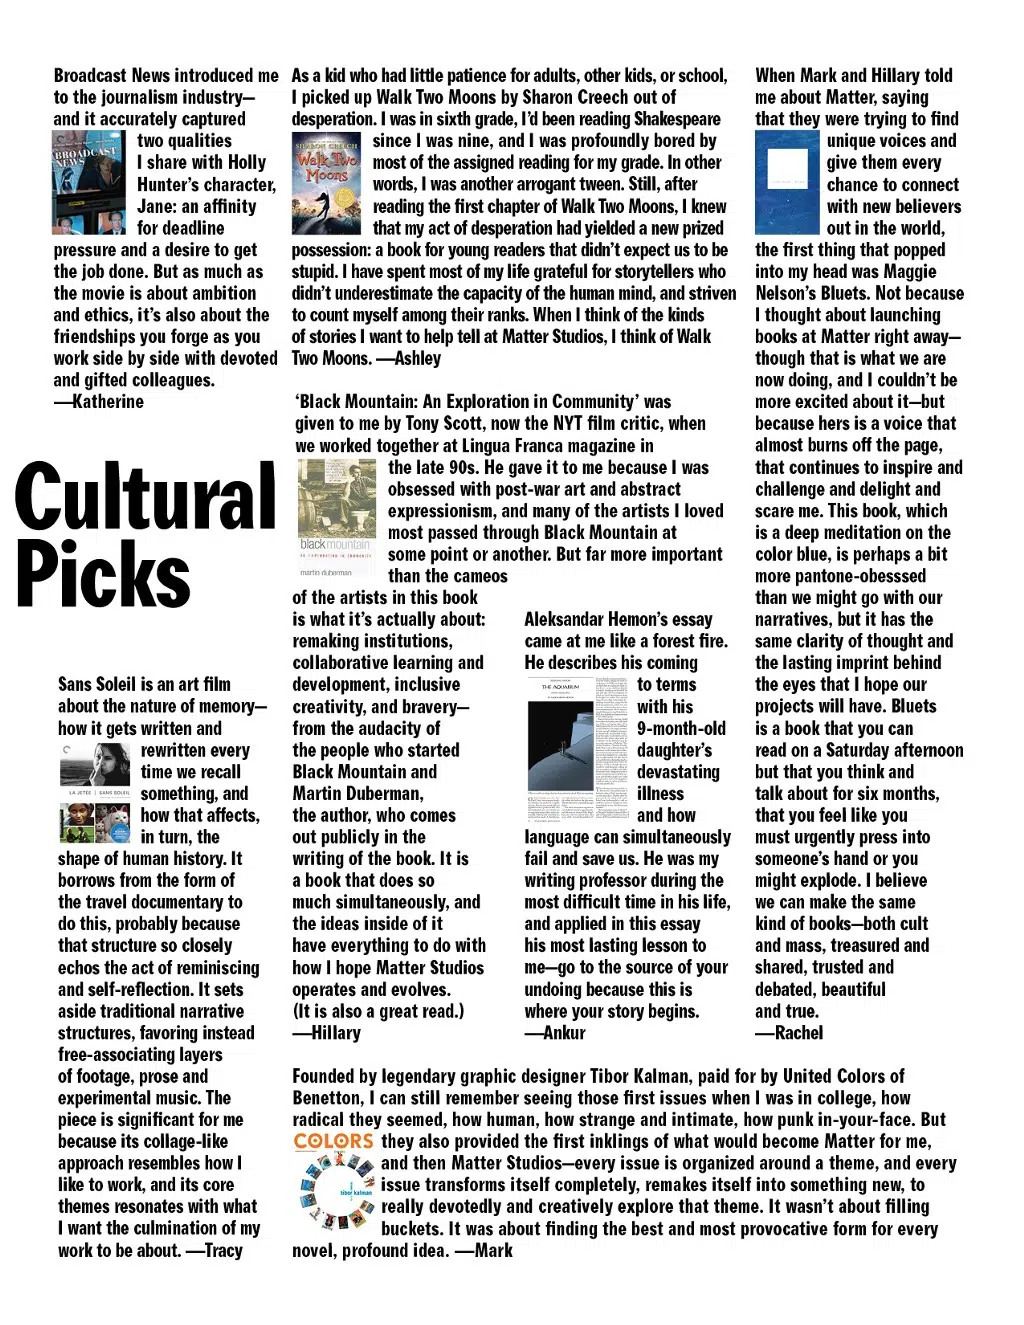 Broadcast News introduced me
to the journalism industry—
and it accurately captured
two qualities
I share with Holly
Hunter's character,
Jane: an affinity
for deadline
pressure and a desire to get
the job done. But as much as
the movie is about ambition
and ethics, it's also about the
friendships you forge as you
work side by side with devoted
and gifted colleagues.
—Katherine
BROADCAST
NEWS
As a kid who had little patience for adults, other kids, or school,
I picked up Walk Two Moons by Sharon Creech out of
desperation. I was in sixth grade, I'd been reading Shakespeare
since I was nine, and I was profoundly bored by
most of the assigned reading for my grade. In other
words, I was another arrogant tween. Still, after
reading the first chapter of Walk Two Moons, I knew
that my act of desperation had yielded a new prized
possession: a book for young readers that didn't expect us to be
stupid. I have spent most of my life grateful for storytellers who
didn't underestimate the capacity of the human mind, and striven
to count myself among their ranks. When I think of the kinds
of stories I want to help tell at Matter Studios, I think of Walk
Two Moons. —Ashley
SHARON CREECH
Walk Two
Moons
‘Black Mountain: An Exploration in Community’ was
given to me by Tony Scott, now the NYT film critic, when
we worked together at Lingua Franca magazine in
the late 90s. He gave it to me because I was
obsessed with post-war art and abstract
expressionism, and many of the artists I loved
most passed through Black Mountain at
some point or another. But far more important
than the cameos
of the artists in this book
is what it's actually about:
remaking institutions,
collaborative learning and
development, inclusive
creativity, and bravery—
from the audacity of
the people who started
Black Mountain and
Martin Duberman,
the author, who comes
out publicly in the
writing of the book. It is
a book that does so
much simultaneously, and
the ideas inside of it
have everything to do with
how I hope Matter Studios
operates and evolves.
(It is also a great read.)
—Hillary
blackmountain
AN EXPLORATION IN COMMUNITY
martin duberman
Cultural
Picks
Sans Soleil is an art film
about the nature of memory—
how it gets written and
rewritten every
time we recall
something, and
how that affects,
in turn, the
shape of human history. It
borrows from the form of
the travel documentary to
do this, probably because
that structure so closely
echos the act of reminiscing
and self-reflection. It sets
aside traditional narrative
structures, favoring instead
free-associating layers
of footage, prose and
experimental music. The
piece is significant for me
because its collage-like
approach resembles how I
like to work, and its core
themes resonates with what
I want the culmination of my
work to be about. —Tracy
LA JETÉE | SANS SOLEIL
Aleksandar Hemon's essay
came at me like a forest fire.
He describes his coming
to terms
with his
9-month-old
daughter's
devastating
illness
and how
language can simultaneously
fail and save us. He was my
writing professor during the
most difficult time in his life,
and applied in this essay
his most lasting lesson to
me—go to the source of your
undoing because this is
where your story begins.
—Ankur
THE AQUARIUM
When Mark and Hillary told
me about Matter, saying
that they were trying to find
unique voices and
give them every
chance to connect
with new believers
out in the world,
the first thing that popped
into my head was Maggie
Nelson's Bluets. Not because
I thought about launching
books at Matter right away—
though that is what we are
now doing, and I couldn't be
more excited about it—but
because hers is a voice that
almost burns off the page,
that continues to inspire and
challenge and delight and
scare me. This book, which
is a deep meditation on the
color blue, is perhaps a bit
more pantone-obesssed
than we might go with our
narratives, but it has the
same clarity of thought and
the lasting imprint behind
the eyes that I hope our
projects will have. Bluets
is a book that you can
read on a Saturday afternoon
but that you think and
talk about for six months,
that you feel like you
must urgently press into
someone's hand or you
might explode. I believe
we can make the same
kind of books—both cult
and mass, treasured and
shared, trusted and
debated, beautiful
and true.
—Rachel
Founded by legendary graphic designer Tibor Kalman, paid for by United Colors of
Benetton, I can still remember seeing those first issues when I was in college, how
radical they seemed, how human, how strange and intimate, how punk in-your-face. But
they also provided the first inklings of what would become Matter for me,
and then Matter Studios—every issue is organized around a theme, and every
issue transforms itself completely, remakes itself into something new, to
really devotedly and creatively explore that theme. It wasn't about filling
buckets. It was about finding the best and most provocative form for every
novel, profound idea. —Mark
COLORS
tibor kalman